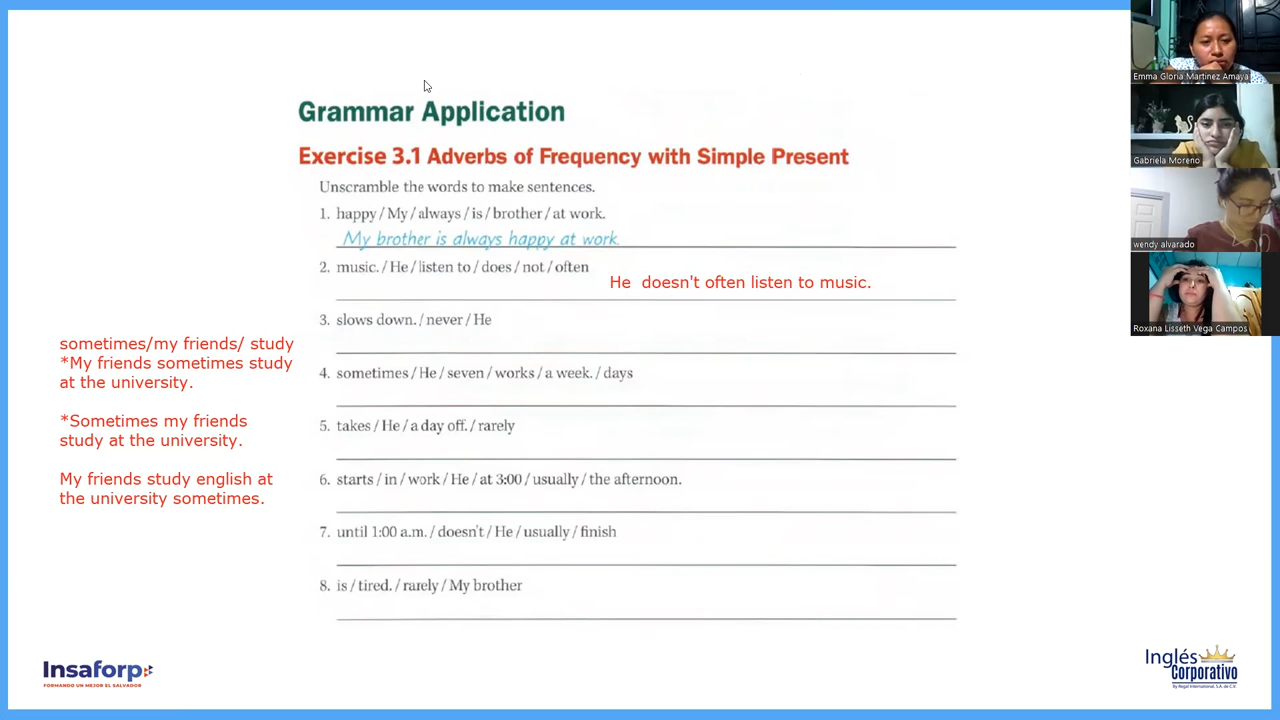 Grammar Application
Exercise 3.1 Adverbs of Frequency with Simple Present
Unscramble the words to make sentences.
1. happy / My / always / is / brother / at work.
My brother is always happy at work.
2. music. / He / listen to / does / not / often
He doesn't often listen to music.
3. slows down. / never / He
4. sometimes / He / seven / works / a week. / days
5. takes / He / a day off. / rarely
6. starts / in / work / He / at 3:00 / usually / the afternoon.
7. until 1:00 a.m. / doesn't / He / usually / finish
8. is / tired. / rarely / My brother
sometimes/my friends/ study
*My friends sometimes study
at the university.
*Sometimes my friends
study at the university.
My friends study english at
the university sometimes.
Emma Gloria Martinez Amaya
Gabriela Moreno
wendy alvarado
Roxana Lisseth Vega Campos
Insaforp
FORMANDO UN MEJOR EL SALVADOR
Inglés
Corporativo
By Regal International, S.A. de C.V.